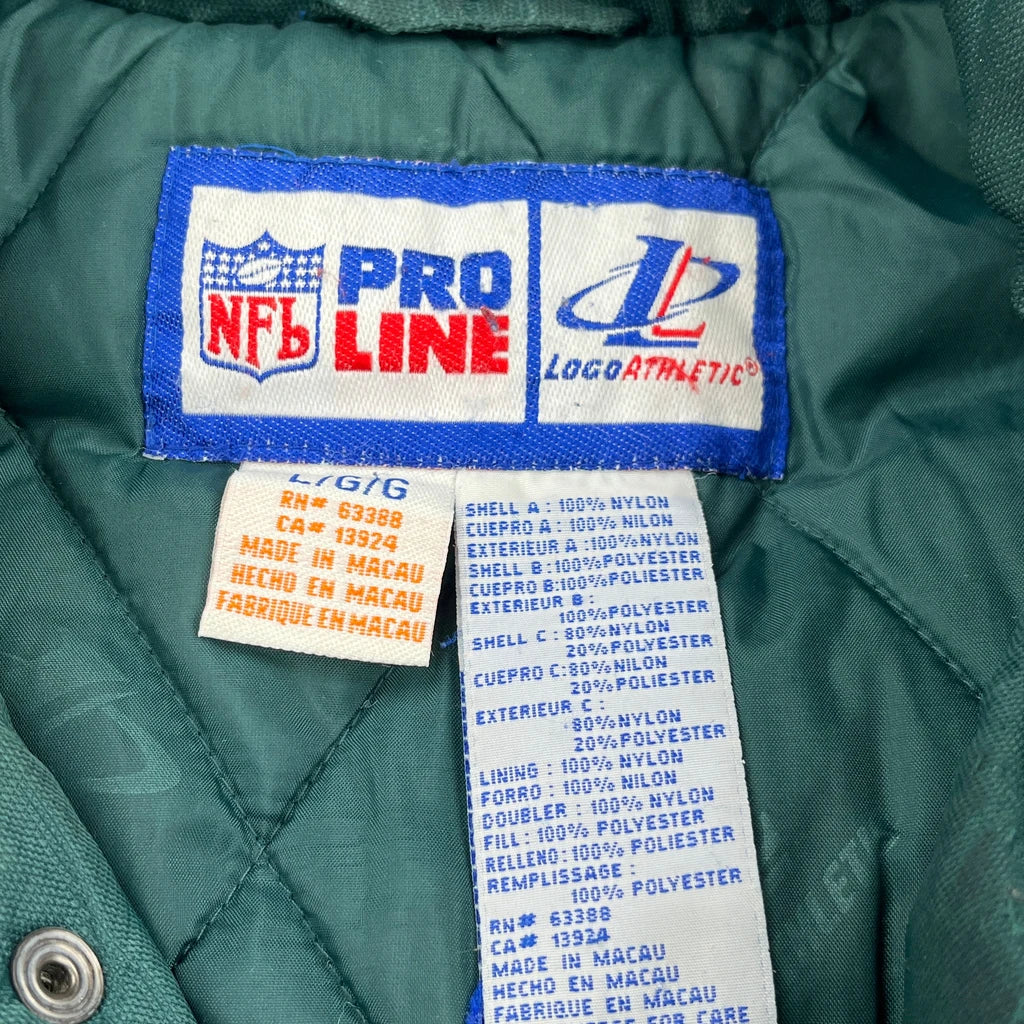 NFL
PRO
LINE
LOGOATHLETIC®
L/G/G
RN# 63388
CA# 13924
MADE IN MACAU
HECHO EN MACAU
FABRIQUE EN MACAU
SHELL A : 100% NYLON
CUEPRO A : 100% NILON
EXTERIEUR A :100% NYLON
SHELL B :100% POLYESTER
CUEPRO B:100% POLIESTER
EXTERIEUR B :
100% POLYESTER
SHELL C : 80% NYLON
20% POLYESTER
CUEPRO C:80% NILON
20% POLIESTER
EXTERIEUR C :
80% NYLON
20% POLYESTER
LINING : 100% NYLON
FORRO : 100% NILON
DOUBLER : 100% NYLON
FILL : 100% POLYESTER
RELLENO : 100% POLIESTER
REMPLISSAGE :
100% POLYESTER
RN# 63388
CA# 13924
MADE IN MACAU
HECHO EN MACAU
FABRIQUE EN MACAU
FOR CARE